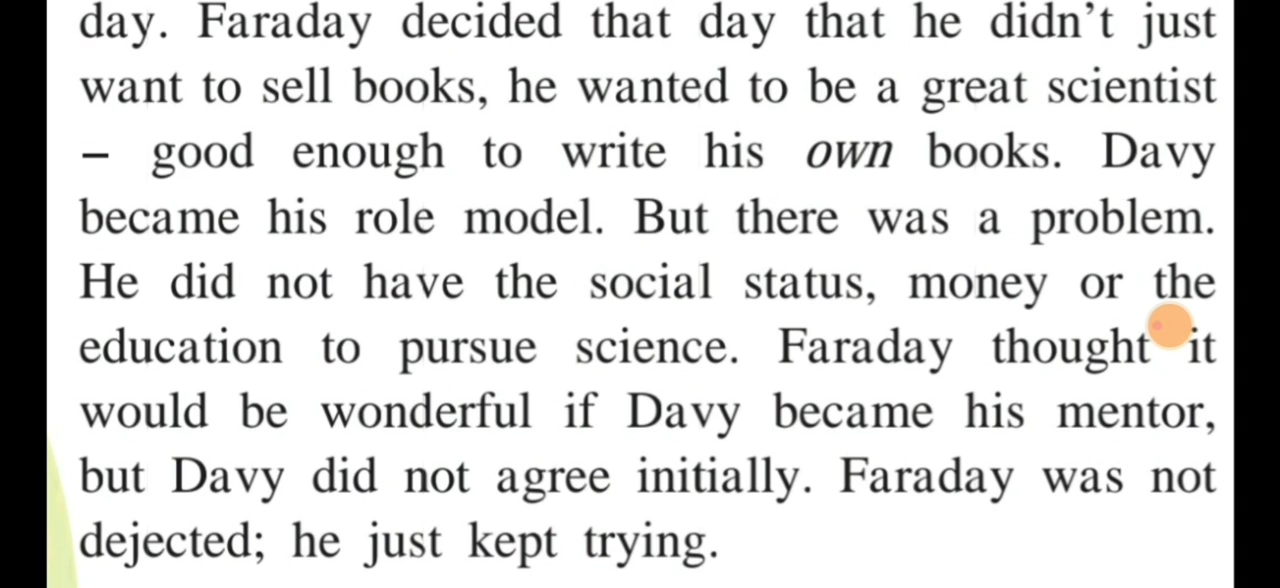 day. Faraday decided that day that he didn’t just
want to sell books, he wanted to be a great scientist
– good enough to write his own books. Davy
became his role model. But there was a problem.
He did not have the social status, money or the
education to pursue science. Faraday thought it
would be wonderful if Davy became his mentor,
but Davy did not agree initially. Faraday was not
dejected; he just kept trying.